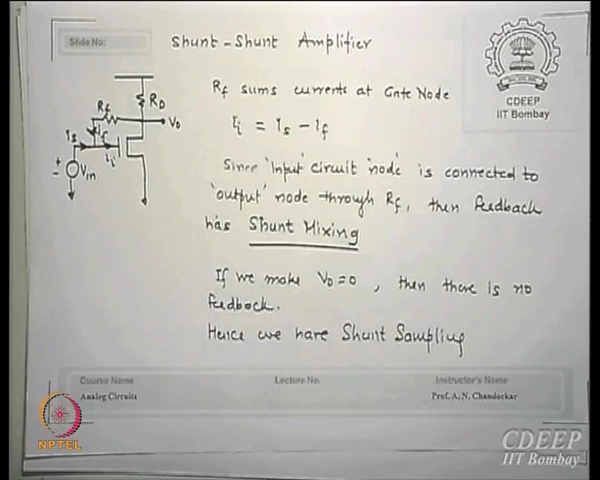 Slide No:
Shunt-Shunt Amplifier
CDEEP
IIT Bombay
RD
Rf
VO
Is
If
Ii
Vin
+
-
Rf sums currents at Gate Node
Ii = Is - If
Since 'Input' circuit 'node' is connected to
'output' node through Rf, then feedback
has Shunt Mixing
If we make VO=0, then there is no
feedback.
Hence we have Shunt Sampling
Course Name
Analog Circuits
Lecture No.
Instructor's Name
Prof. A. N. Chandorkar
NPTEL
CDEEP
IIT Bombay